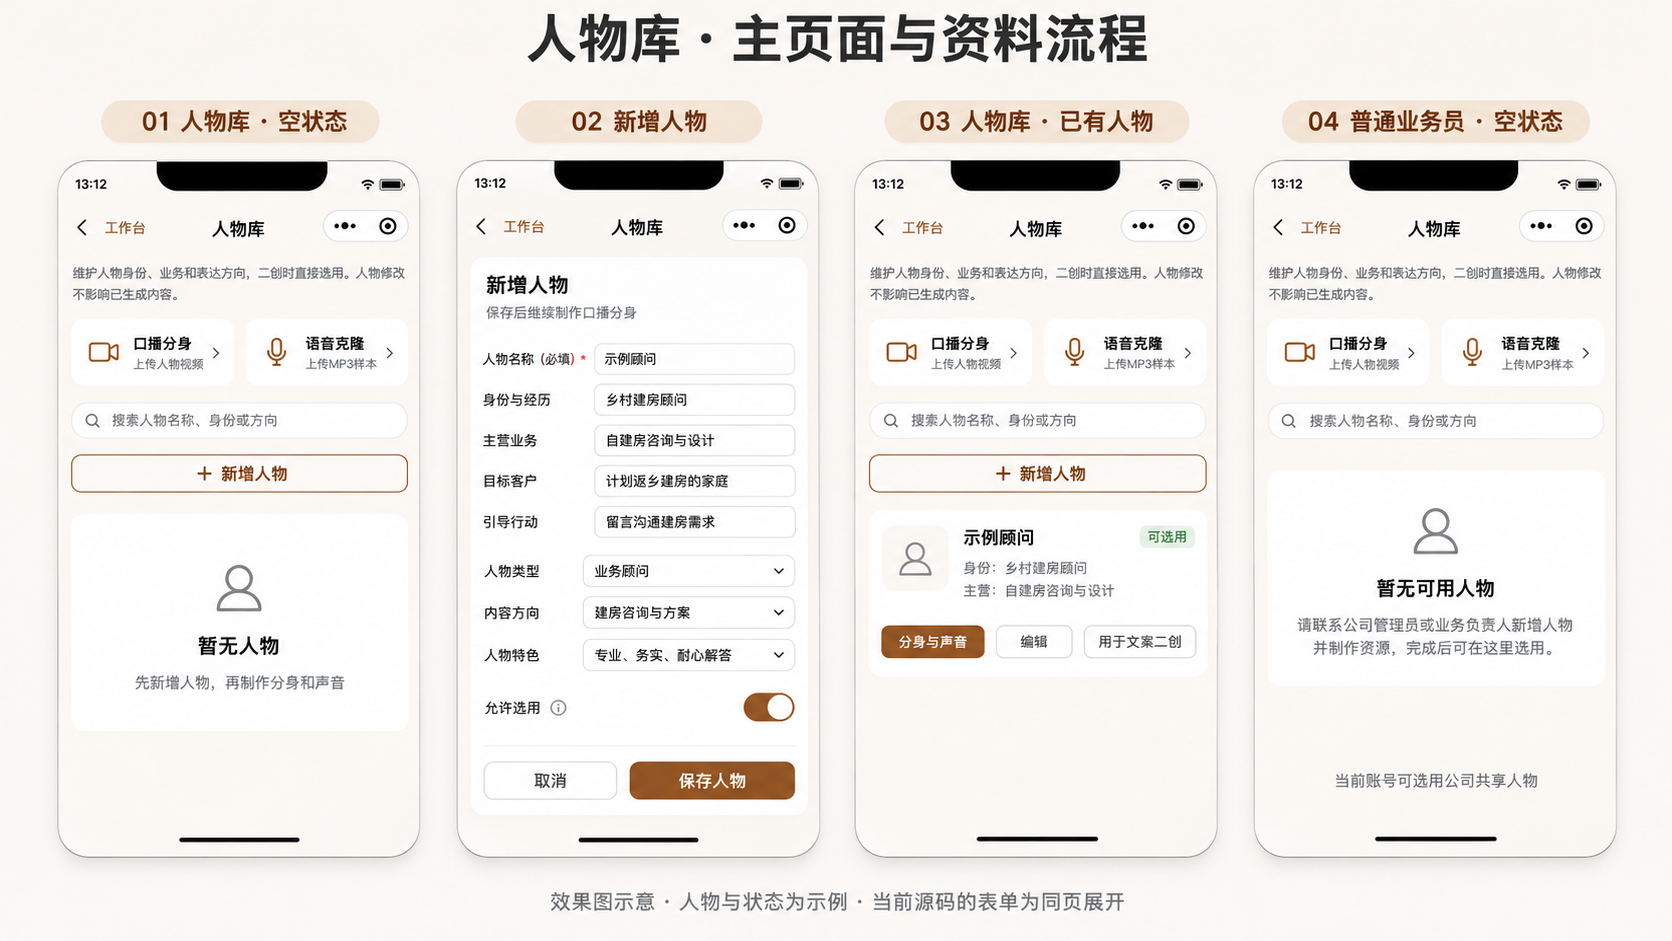 人物库 · 主页面与资料流程
01 人物库 · 空状态
13:12
工作台
人物库
维护人物身份、业务和表达方向，二创时直接选用。人物修改
不影响已生成内容。
口播分身
上传人物视频
语音克隆
上传MP3样本
搜索人物名称、身份或方向
+ 新增人物
暂无人物
先新增人物，再制作分身和声音
02 新增人物
13:12
工作台
人物库
新增人物
保存后继续制作口播分身
人物名称 (必填) * 示例顾问
身份与经历 乡村建房顾问
主营业务 自建房咨询与设计
目标客户 计划返乡建房的家庭
引导行动 留言沟通建房需求
人物类型 业务顾问
内容方向 建房咨询与方案
人物特色 专业、务实、耐心解答
允许选用
取消 保存人物
03 人物库 · 已有人物
13:12
工作台
人物库
维护人物身份、业务和表达方向，二创时直接选用。人物修改
不影响已生成内容。
口播分身
上传人物视频
语音克隆
上传MP3样本
搜索人物名称、身份或方向
+ 新增人物
示例顾问 可选用
身份：乡村建房顾问
主营：自建房咨询与设计
分身与声音 编辑 用于文案二创
04 普通业务员 · 空状态
13:12
工作台
人物库
维护人物身份、业务和表达方向，二创时直接选用。人物修改
不影响已生成内容。
口播分身
上传人物视频
语音克隆
上传MP3样本
搜索人物名称、身份或方向
暂无可用人物
请联系公司管理员或业务负责人新增人物
并制作资源，完成后可在这里选用。
当前账号可选用公司共享人物
效果图示意 · 人物与状态为示例 · 当前源码的表单为同页展开